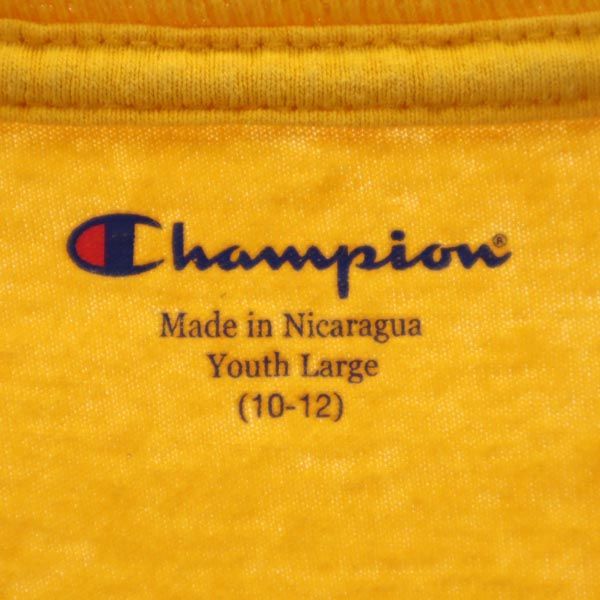 Champion®
Made in Nicaragua
Youth Large
(10-12)